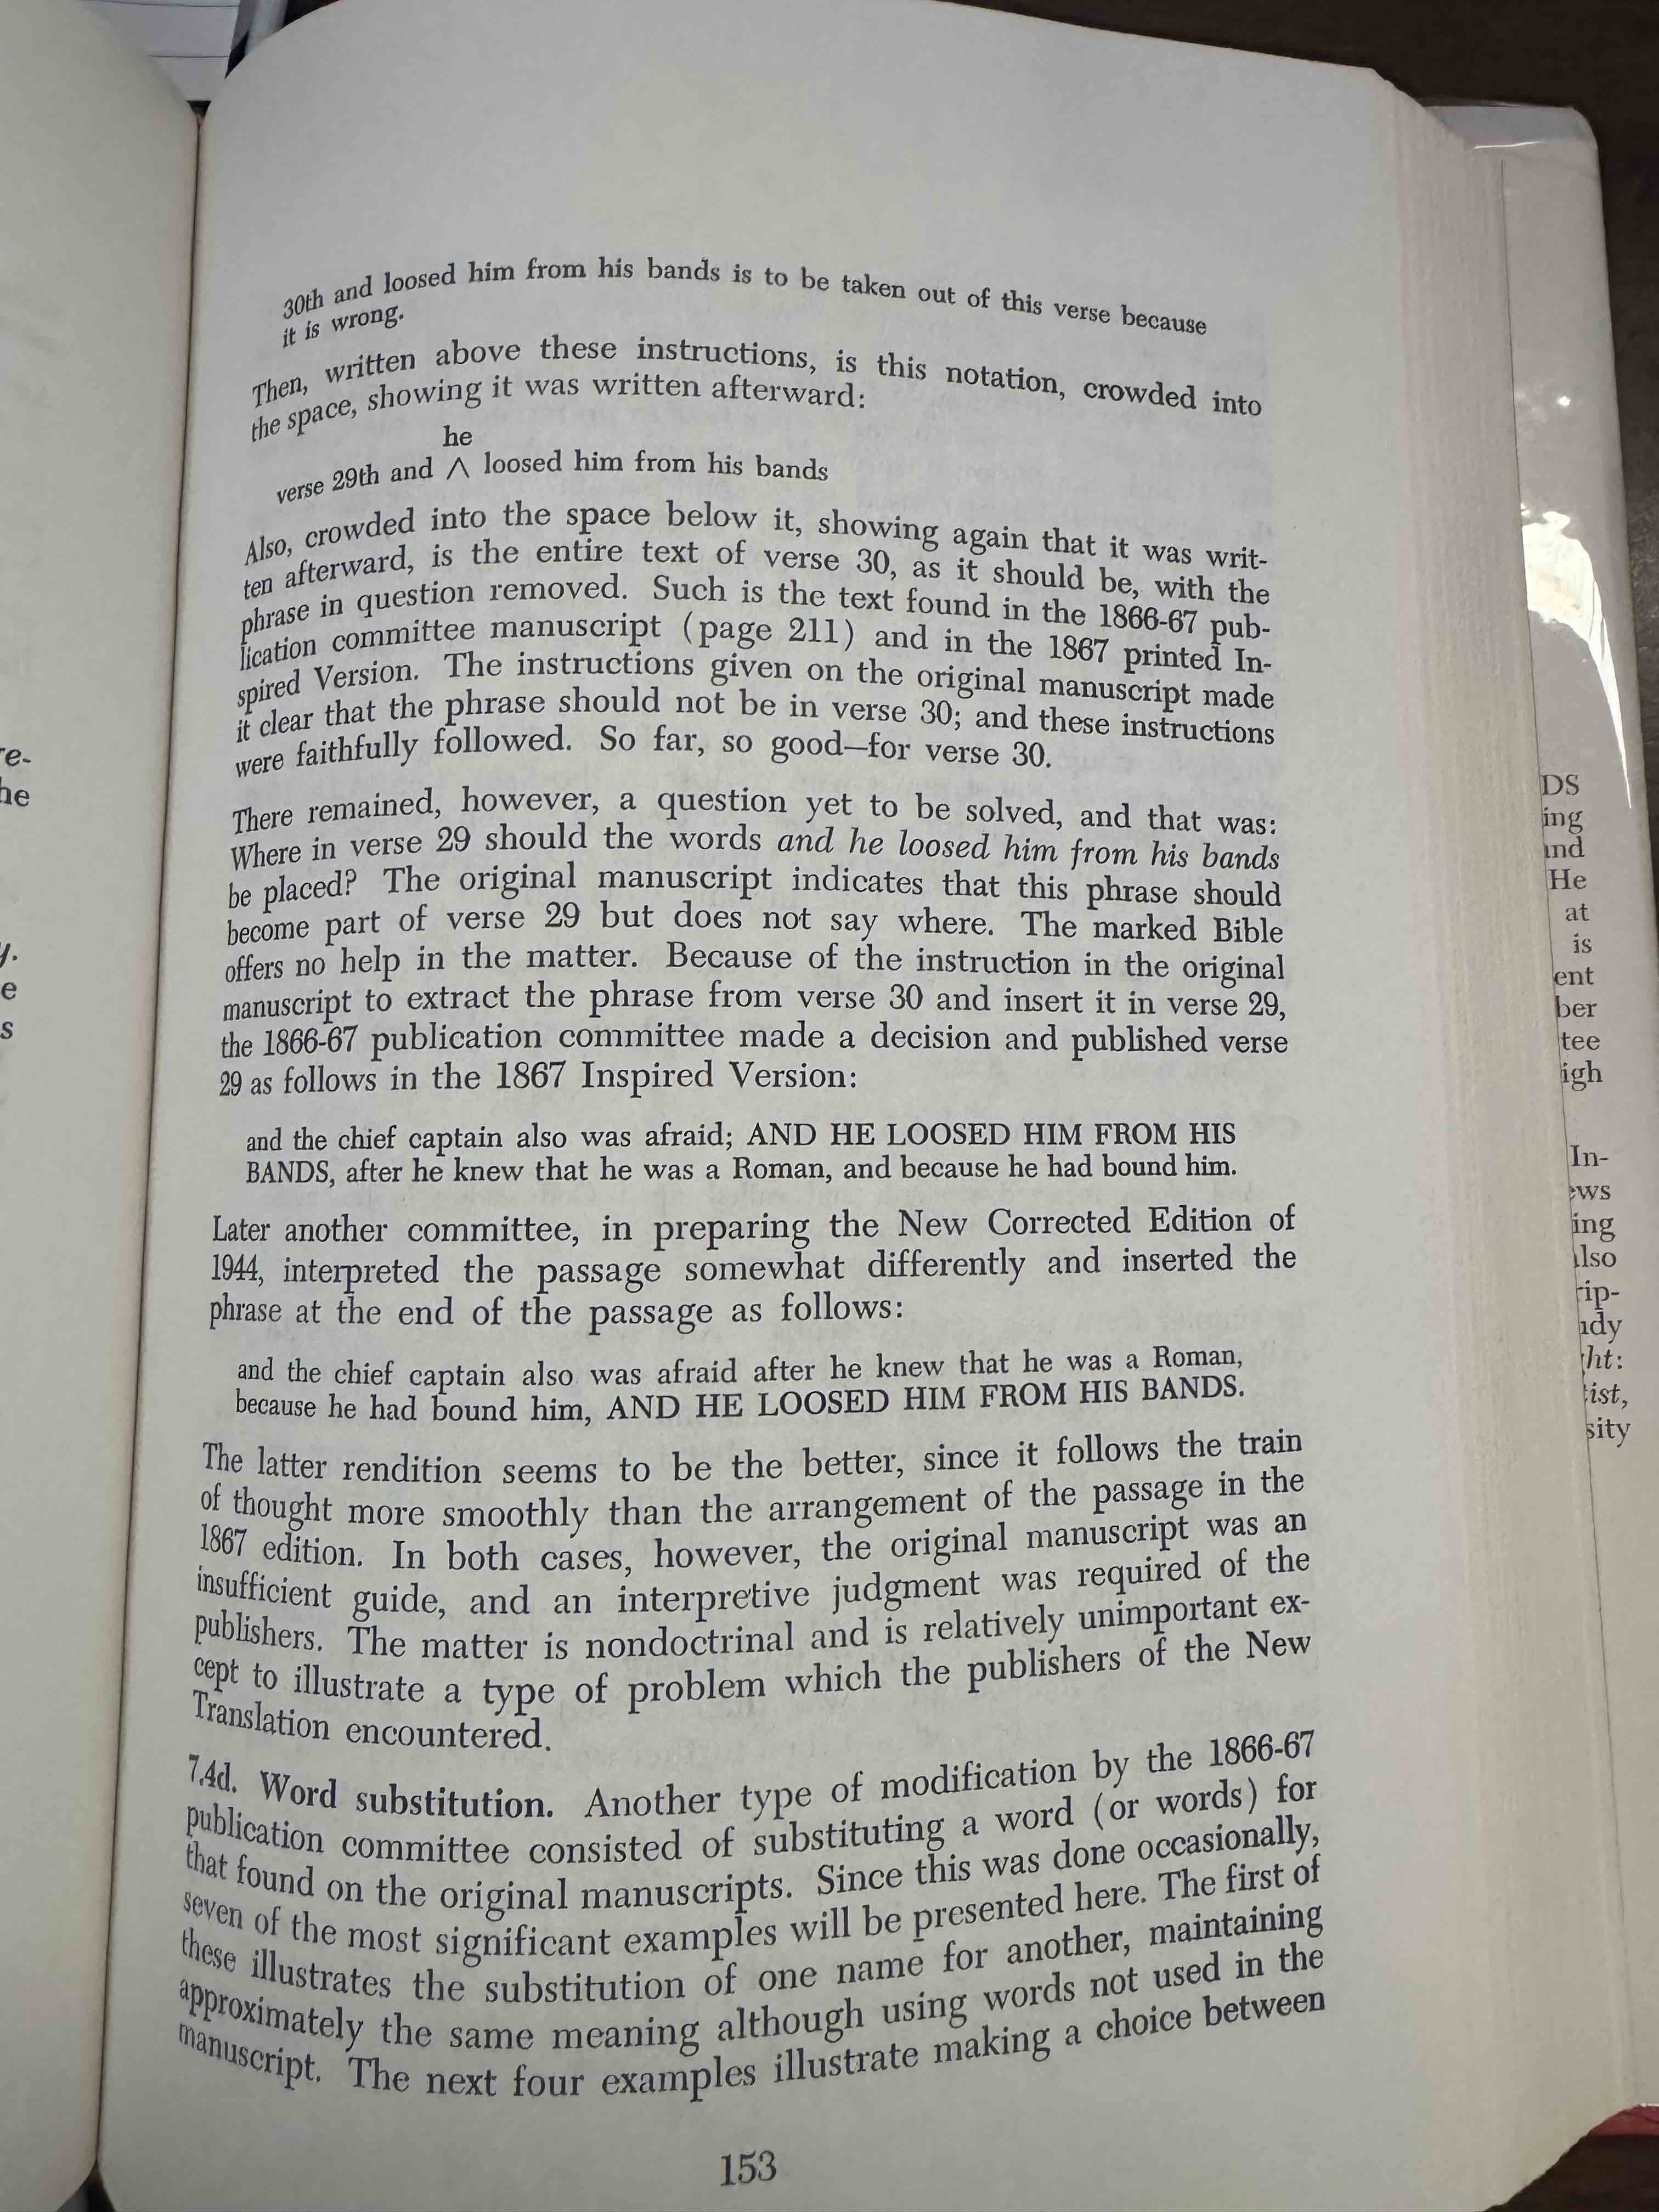 30th and loosed him from his bands is to be taken out of this verse because
it is wrong.
Then, written above these instructions, is this notation, crowded into
the space, showing it was written afterward:
he
verse 29th and ∧ loosed him from his bands
Also, crowded into the space below it, showing again that it was writ-
ten afterward, is the entire text of verse 30, as it should be, with the
phrase in question removed. Such is the text found in the 1866-67 pub-
lication committee manuscript (page 211) and in the 1867 printed In-
spired Version. The instructions given on the original manuscript made
it clear that the phrase should not be in verse 30; and these instructions
were faithfully followed. So far, so good—for verse 30.
There remained, however, a question yet to be solved, and that was:
Where in verse 29 should the words and he loosed him from his bands
be placed? The original manuscript indicates that this phrase should
become part of verse 29 but does not say where. The marked Bible
offers no help in the matter. Because of the instruction in the original
manuscript to extract the phrase from verse 30 and insert it in verse 29,
the 1866-67 publication committee made a decision and published verse
29 as follows in the 1867 Inspired Version:
and the chief captain also was afraid; AND HE LOOSED HIM FROM HIS
BANDS, after he knew that he was a Roman, and because he had bound him.
Later another committee, in preparing the New Corrected Edition of
1944, interpreted the passage somewhat differently and inserted the
phrase at the end of the passage as follows:
and the chief captain also was afraid after he knew that he was a Roman,
because he had bound him, AND HE LOOSED HIM FROM HIS BANDS.
The latter rendition seems to be the better, since it follows the train
of thought more smoothly than the arrangement of the passage in the
1867 edition. In both cases, however, the original manuscript was an
insufficient guide, and an interpretive judgment was required of the
publishers. The matter is nondoctrinal and is relatively unimportant ex-
cept to illustrate a type of problem which the publishers of the New
Translation encountered.
7.4d. Word substitution. Another type of modification by the 1866-67
publication committee consisted of substituting a word (or words) for
that found on the original manuscripts. Since this was done occasionally,
seven of the most significant examples will be presented here. The first of
these illustrates the substitution of one name for another, maintaining
approximately the same meaning although using words not used in the
manuscript. The next four examples illustrate making a choice between
153